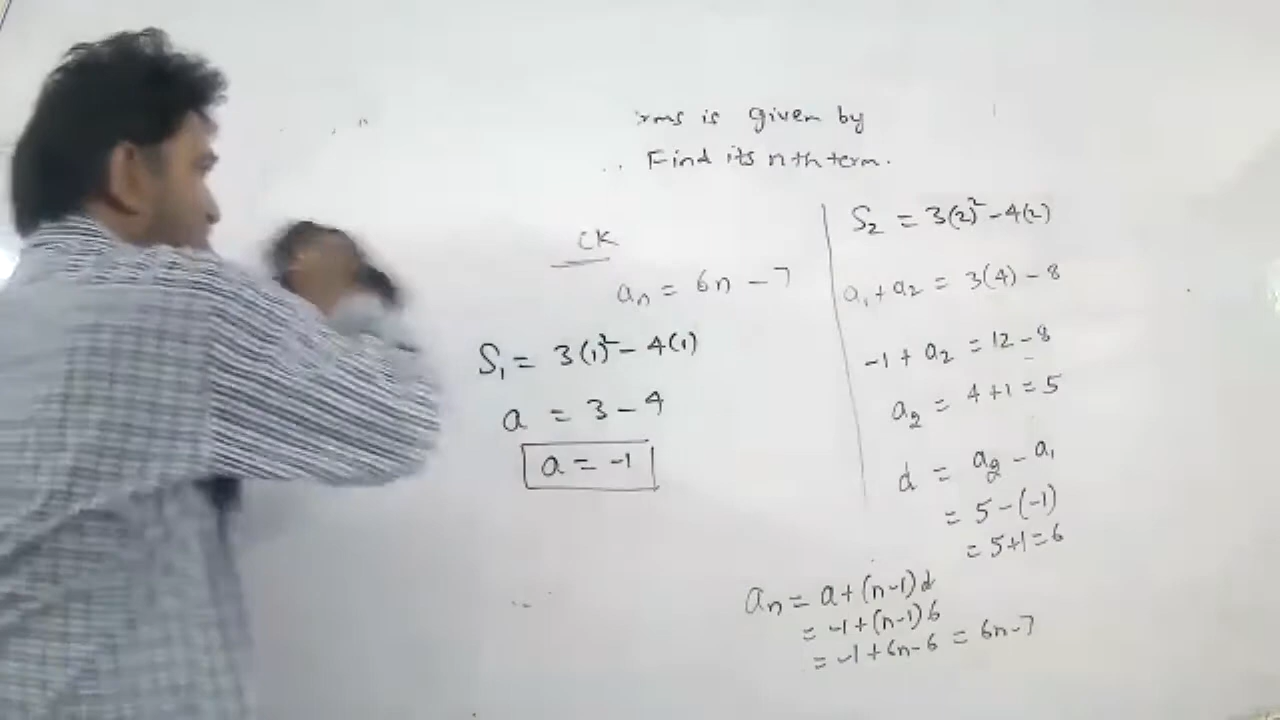 is given by
Find its nth term.
CK
aₙ = 6n - 7
S₁ = 3(1)² - 4(1)
a = 3 - 4
a = -1
S₂ = 3(2)² - 4(2)
a₁ + a₂ = 3(4) - 8
-1 + a₂ = 12 - 8
a₂ = 4 + 1 = 5
d = a₂ - a₁
= 5 - (-1)
= 5 + 1 = 6
aₙ = a + (n-1)d
= -1 + (n-1)6
= -1 + 6n - 6 = 6n - 7